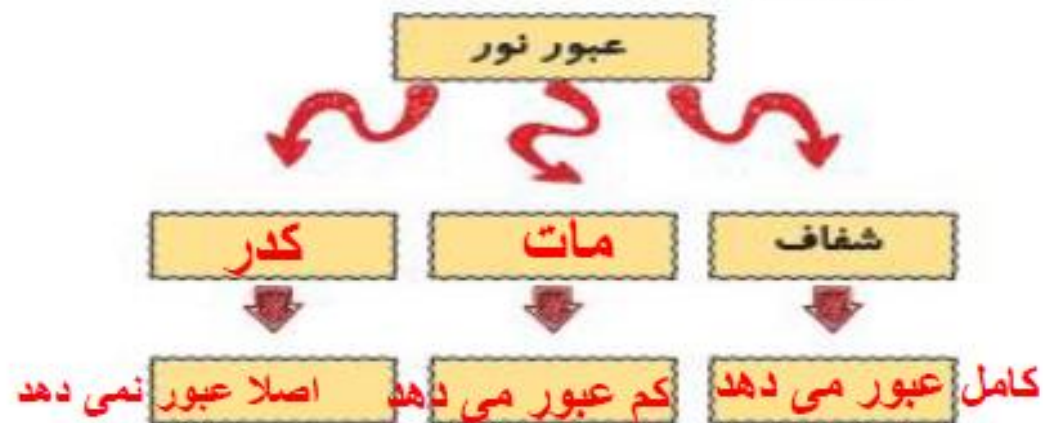 عبور نور
شفاف
مات
کدر
کامل عبور می دهد
کم عبور می دهد
اصلا عبور نمی دهد